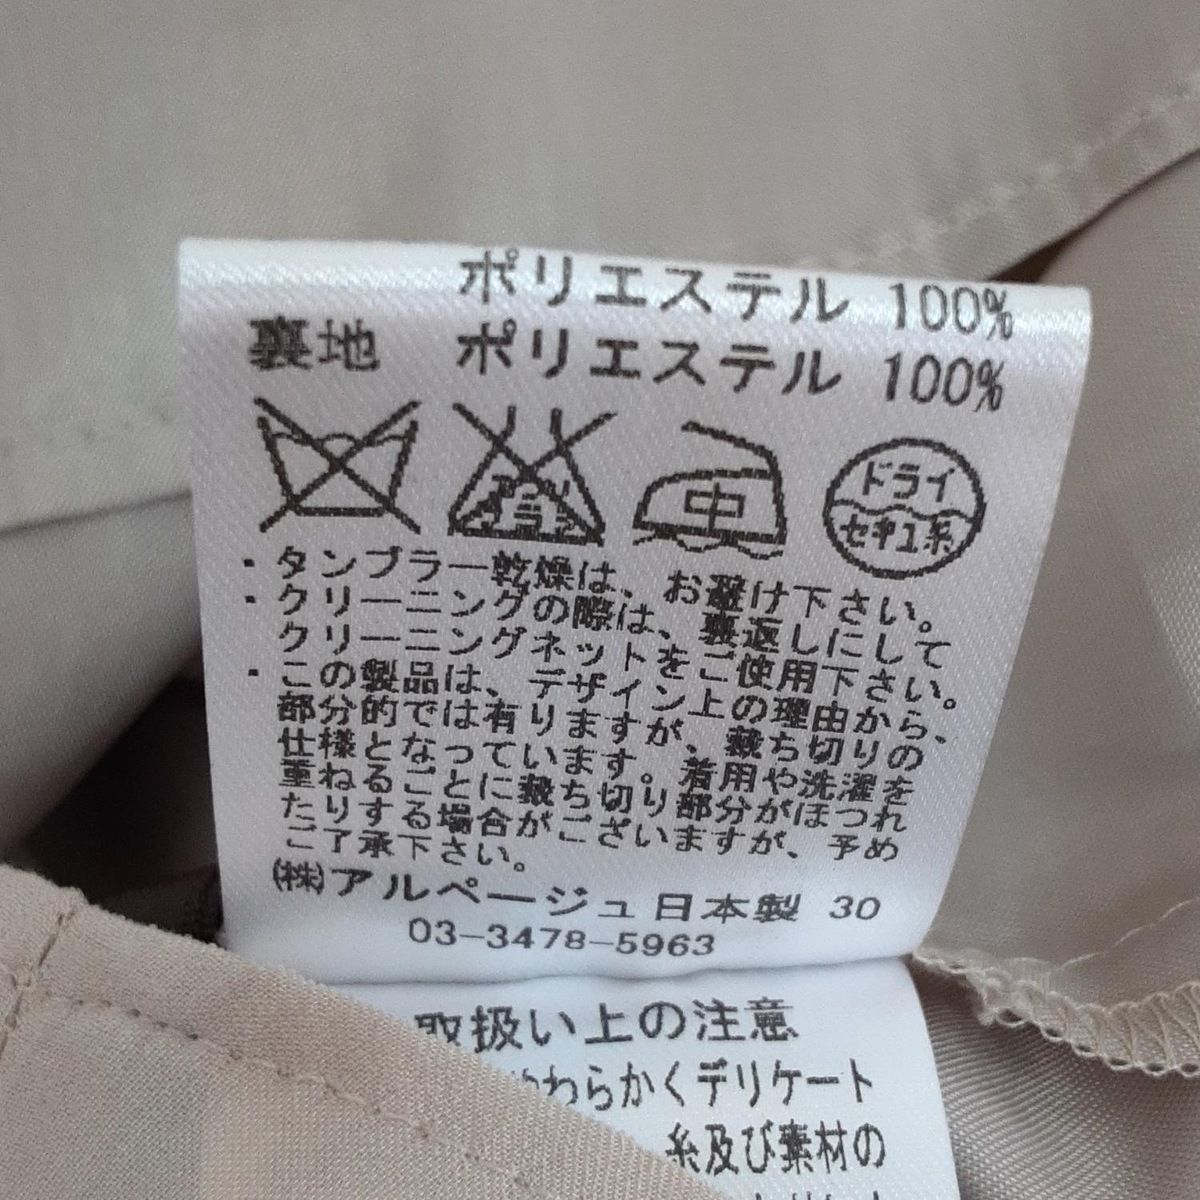 ポリエステル 100%
裏地 ポリエステル 100%
中 ドライ
セキユ系
・タンブラー乾燥は、お避け下さい。
・クリーニングの際は、裏返しにして
クリーニングネットをご使用下さい。
・この製品は、デザイン上の理由から、
部分的では有りますが、裁ち切りの
仕様となっています。着用や洗濯を
重ねるごとに裁ち切り部分がほつれ
たりする場合がございますが、予め
ご了承下さい。
(株)アルページュ 日本製 30
03-3478-5963
取扱い上の注意
やわらかくデリケート
糸及び素材の